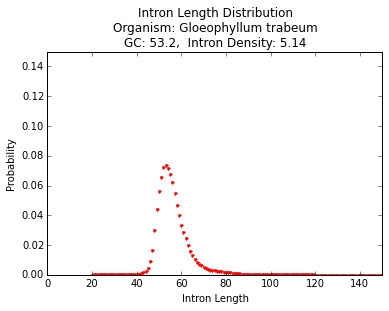 Intron Length Distribution
Organism: Gloeophyllum trabeum
GC: 53.2,  Intron Density: 5.14
0.14
0.12
0.10
0.08
0.06
0.04
0.02
0.00
Probability
0 20 40 60 80 100 120 140
Intron Length